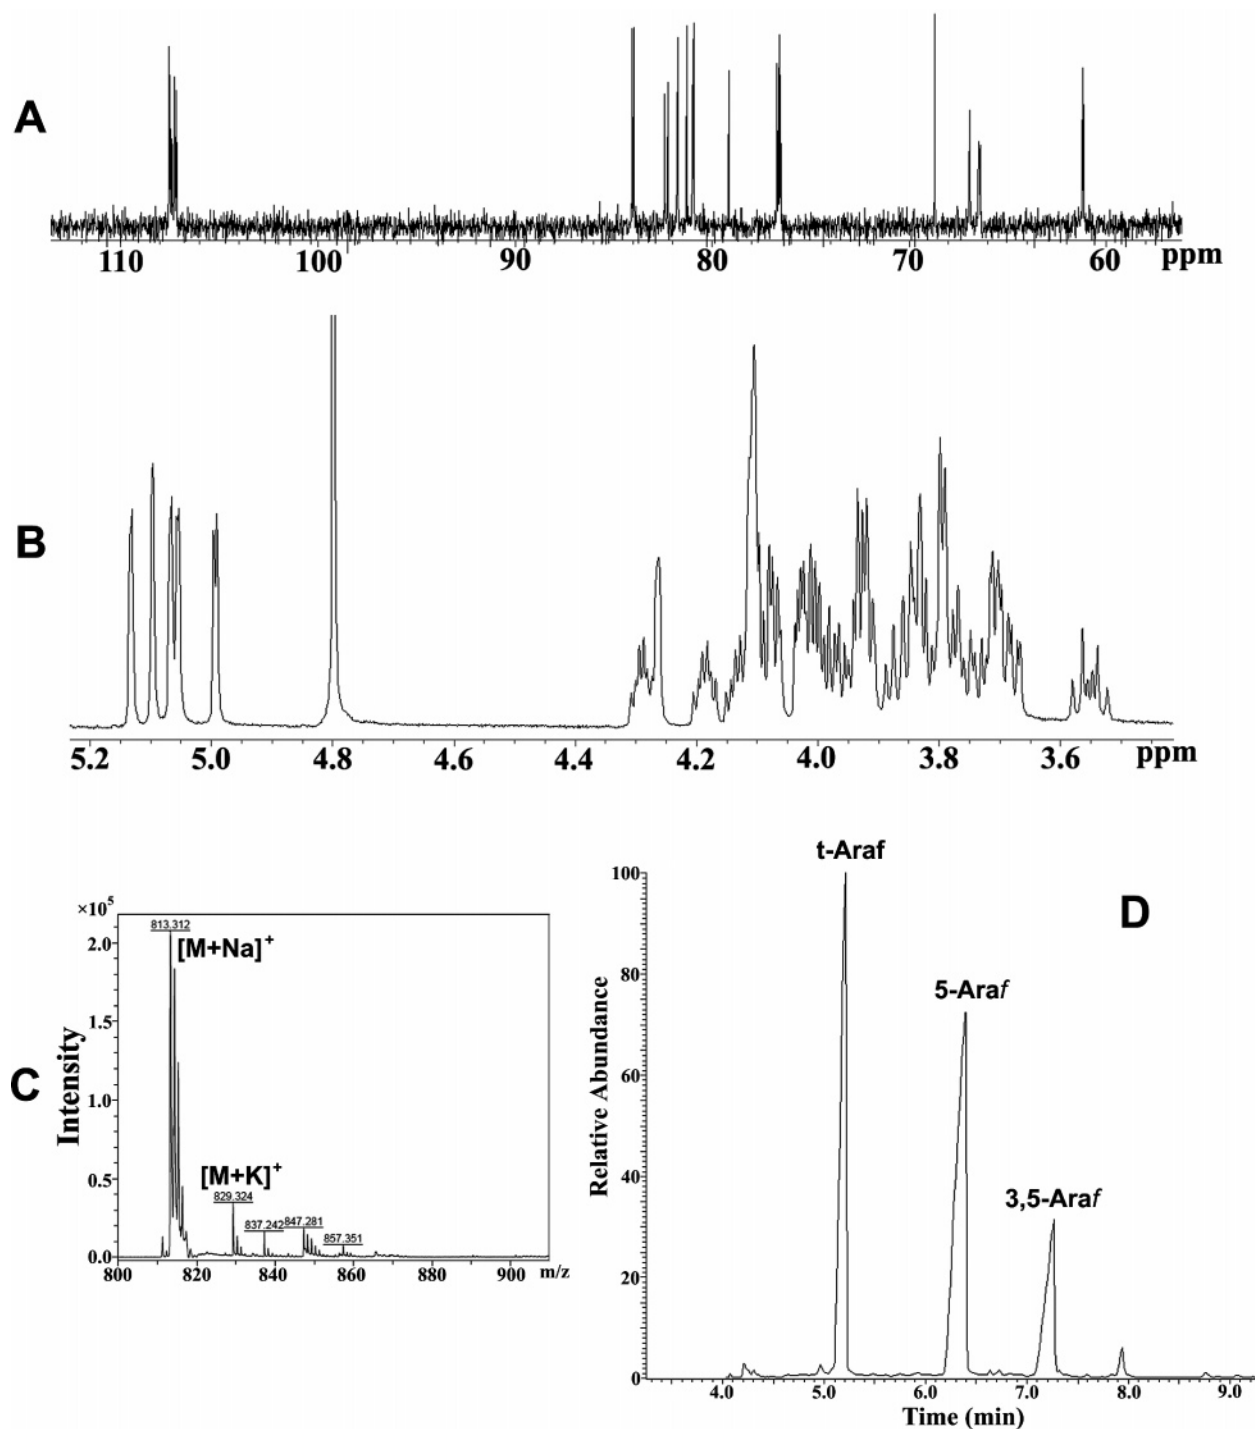 A
110 100 90 80 70 60 ppm
B
5.2 5.0 4.8 4.6 4.4 4.2 4.0 3.8 3.6 ppm
C
×10⁵
813.312
[M+Na]⁺
2.0
1.5
1.0
0.5
0.0
Intensity
[M+K]⁺
829.324
837.242
847.281
857.351
800 820 840 860 880 900 m/z
D
t-Araf
5-Araf
3,5-Araf
100
80
60
40
20
0
Relative Abundance
4.0 5.0 6.0 7.0 8.0 9.0
Time (min)